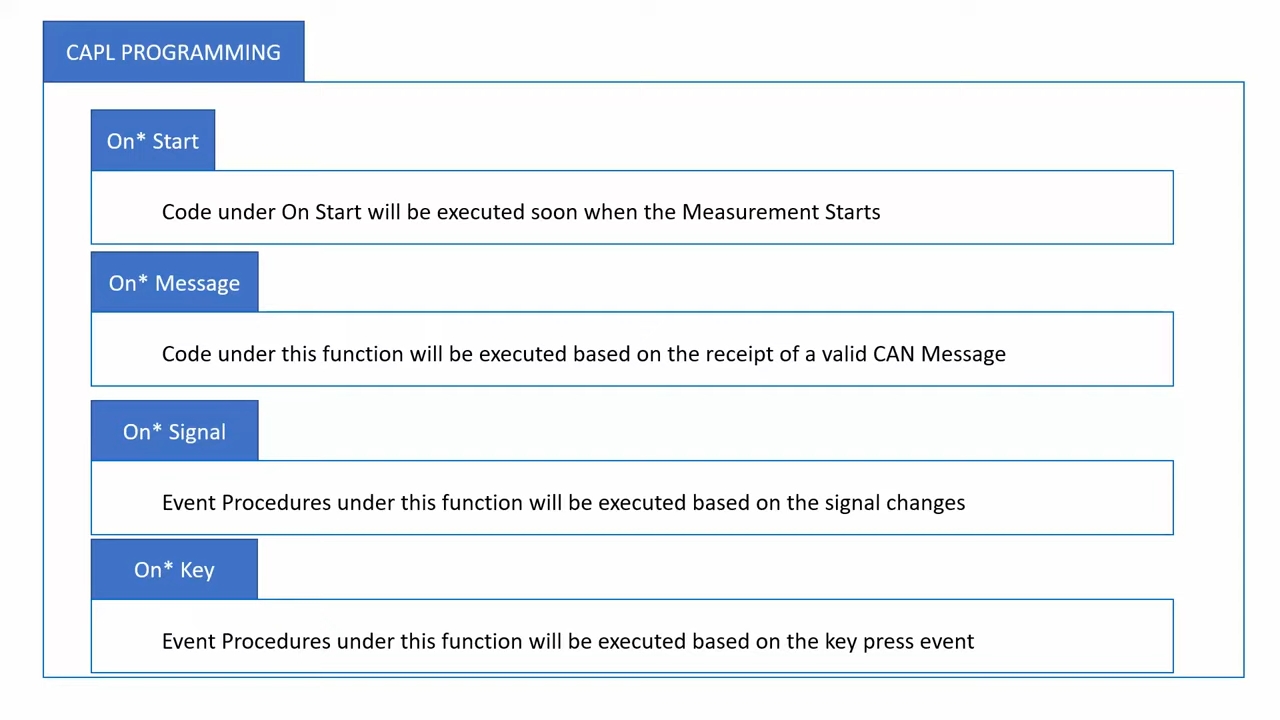 CAPL PROGRAMMING
On* Start
Code under On Start will be executed soon when the Measurement Starts
On* Message
Code under this function will be executed based on the receipt of a valid CAN Message
On* Signal
Event Procedures under this function will be executed based on the signal changes
On* Key
Event Procedures under this function will be executed based on the key press event